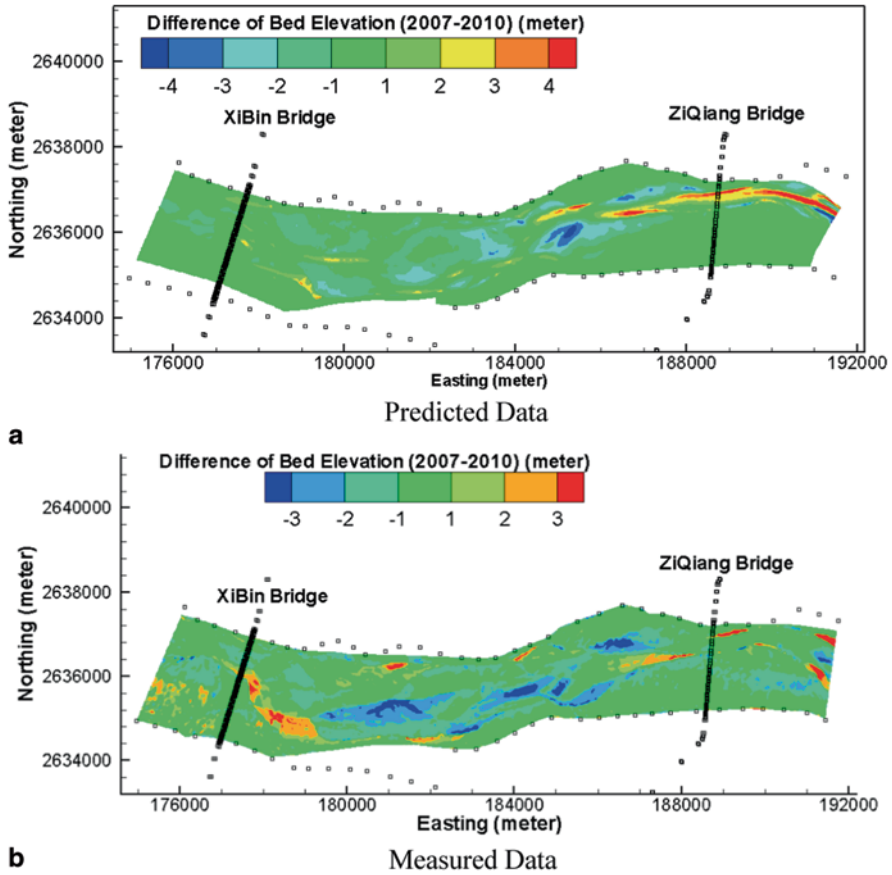 Difference of Bed Elevation (2007-2010) (meter)
-4 -3 -2 -1 1 2 3 4
XiBin Bridge
ZiQiang Bridge
Northing (meter)
2640000
2638000
2636000
2634000
176000 180000 184000 188000 192000
Easting (meter)
Predicted Data
a
Difference of Bed Elevation (2007-2010) (meter)
-3 -2 -1 1 2 3
XiBin Bridge
ZiQiang Bridge
Northing (meter)
2640000
2638000
2636000
2634000
176000 180000 184000 188000 192000
Easting (meter)
b
Measured Data